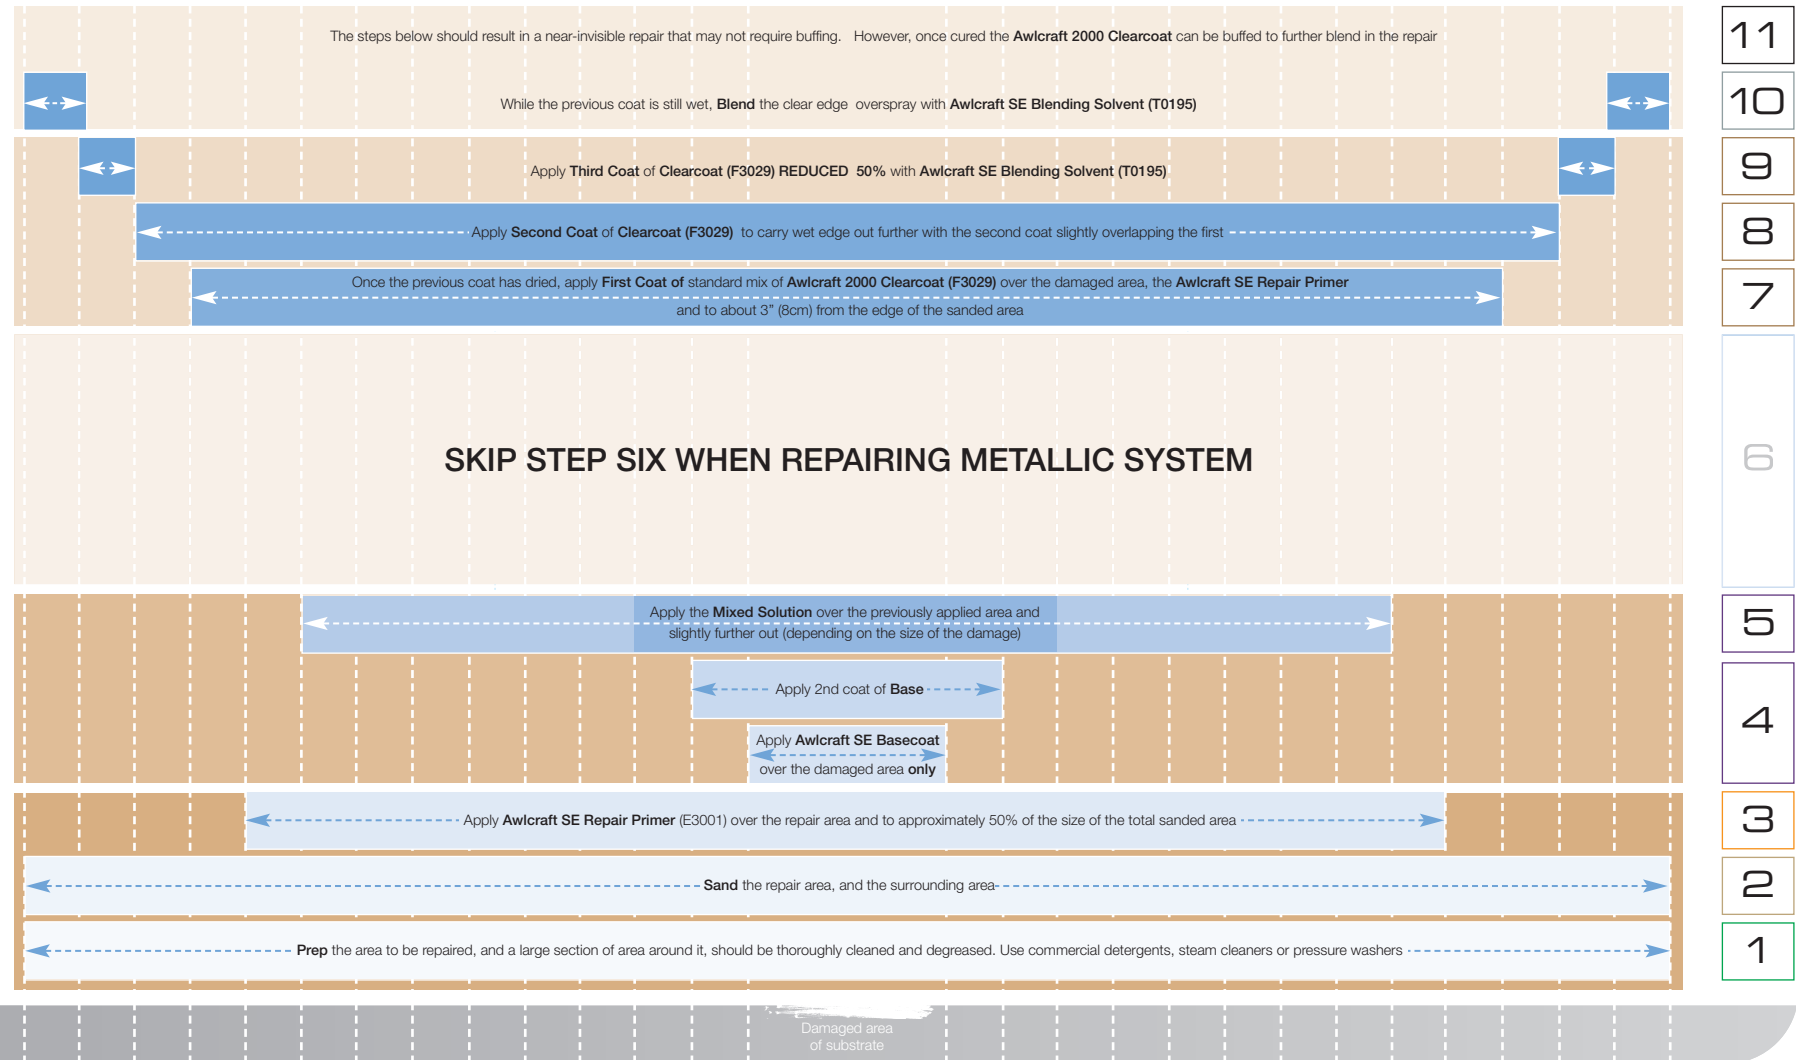 The steps below should result in a near-invisible repair that may not require buffing. However, once cured the Awlcraft 2000 Clearcoat can be buffed to further blend in the repair
11
While the previous coat is still wet, Blend the clear edge overspray with Awlcraft SE Blending Solvent (T0195)
10
Apply Third Coat of Clearcoat (F3029) REDUCED 50% with Awlcraft SE Blending Solvent (T0195)
9
Apply Second Coat of Clearcoat (F3029) to carry wet edge out further with the second coat slightly overlapping the first
8
Once the previous coat has dried, apply First Coat of standard mix of Awlcraft 2000 Clearcoat (F3029) over the damaged area, the Awlcraft SE Repair Primer
and to about 3" (8cm) from the edge of the sanded area
7
SKIP STEP SIX WHEN REPAIRING METALLIC SYSTEM
6
Apply the Mixed Solution over the previously applied area and
slightly further out (depending on the size of the damage)
5
Apply 2nd coat of Base
Apply Awlcraft SE Basecoat
over the damaged area only
4
Apply Awlcraft SE Repair Primer (E3001) over the repair area and to approximately 50% of the size of the total sanded area
3
Sand the repair area, and the surrounding area
2
Prep the area to be repaired, and a large section of area around it, should be thoroughly cleaned and degreased. Use commercial detergents, steam cleaners or pressure washers
1
Damaged area
of substrate